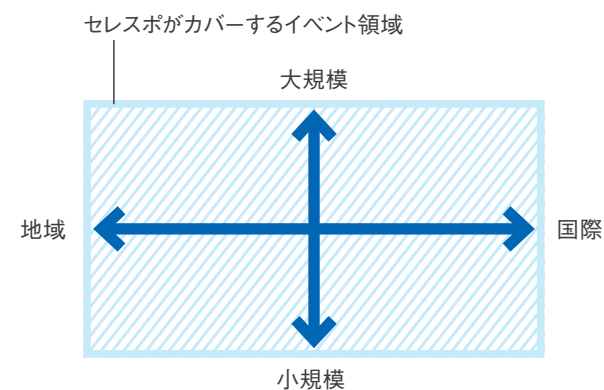 セレスポがカバーするイベント領域
大規模
地域
国際
小規模